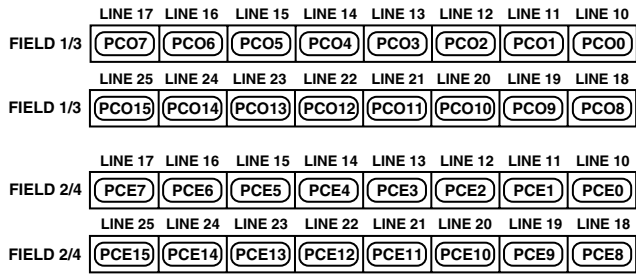 LINE 17 LINE 16 LINE 15 LINE 14 LINE 13 LINE 12 LINE 11 LINE 10
FIELD 1/3 PCO7 PCO6 PCO5 PCO4 PCO3 PCO2 PCO1 PCO0
LINE 25 LINE 24 LINE 23 LINE 22 LINE 21 LINE 20 LINE 19 LINE 18
FIELD 1/3 PCO15 PCO14 PCO13 PCO12 PCO11 PCO10 PCO9 PCO8
LINE 17 LINE 16 LINE 15 LINE 14 LINE 13 LINE 12 LINE 11 LINE 10
FIELD 2/4 PCE7 PCE6 PCE5 PCE4 PCE3 PCE2 PCE1 PCE0
LINE 25 LINE 24 LINE 23 LINE 22 LINE 21 LINE 20 LINE 19 LINE 18
FIELD 2/4 PCE15 PCE14 PCE13 PCE12 PCE11 PCE10 PCE9 PCE8